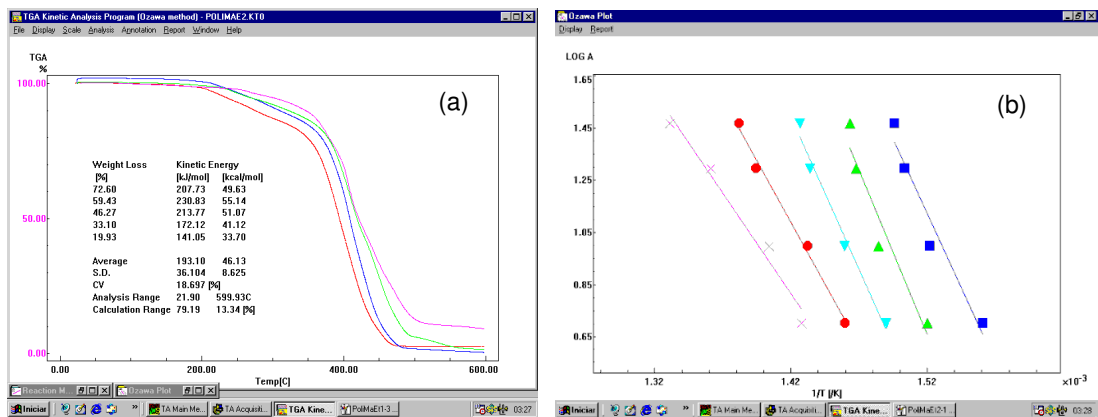 TGA Kinetic Analysis Program (Ozawa method) - POLIMAE2.KT0
File Display Scale Analysis Annotation Report Window Help
TGA
%
100.00
(a)
Weight Loss Kinetic Energy
[%] [kJ/mol] [kcal/mol]
72.60 207.73 49.63
59.43 230.83 55.14
46.27 213.77 51.07
33.10 172.12 41.12
19.93 141.05 33.70
50.00
Average 193.10 46.13
S.D. 36.104 8.625
CV 18.697 [%]
Analysis Range 21.90 599.93C
Calculation Range 79.19 13.34 [%]
0.00
0.00 200.00 400.00 600.00
Temp[C]
Reaction M... Ozawa Plot
Iniciar » TA Main Me... TA Acquisiti... TGA Kine... PoliMaEt1-3 ... 03:27
Ozawa Plot
Display Report
LOG A
1.65
(b)
1.45
1.25
1.05
0.85
0.65
1.32 1.42 1.52 ×10⁻³
1/T [/K]
Iniciar » TA Main Me... TA Acquisiti... TGA Kine... PoliMaEt2-1 ... 03:28